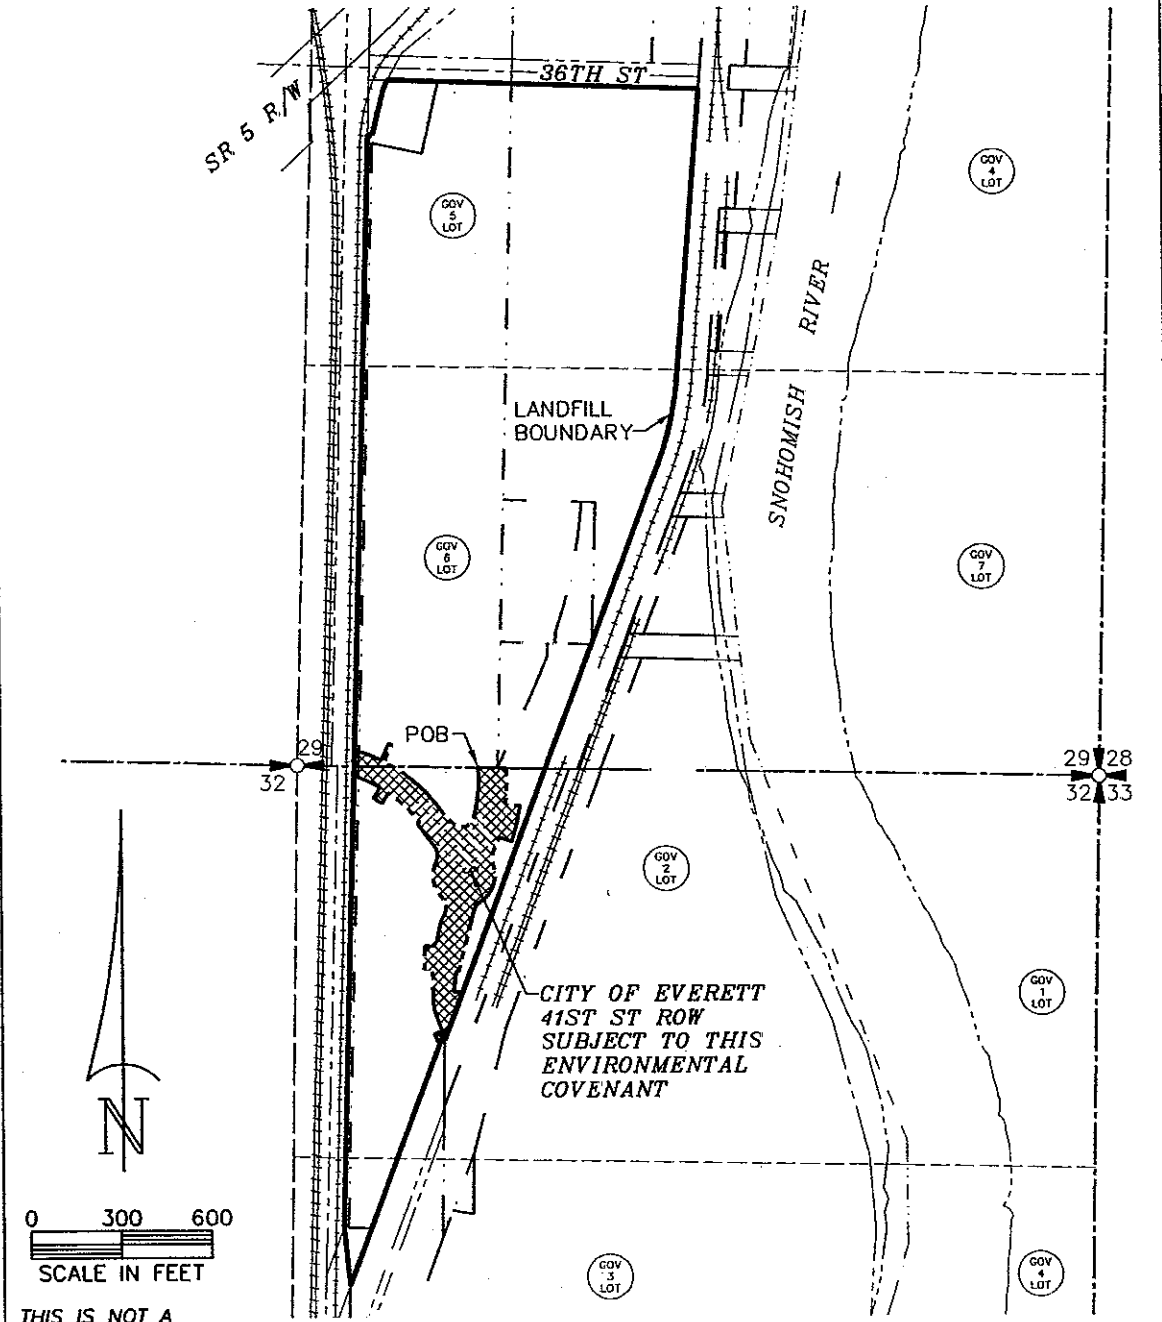 36TH ST
SR 5 R/W
GOV
4
LOT
GOV
5
LOT
SNOHOMISH RIVER
LANDFILL
BOUNDARY
GOV
6
LOT
GOV
7
LOT
POB
29
32
29 28
32 33
GOV
2
LOT
CITY OF EVERETT
41ST ST ROW
SUBJECT TO THIS
ENVIRONMENTAL
COVENANT
GOV
1
LOT
N
0 300 600
SCALE IN FEET
GOV
3
LOT
GOV
4
LOT
THIS IS NOT A